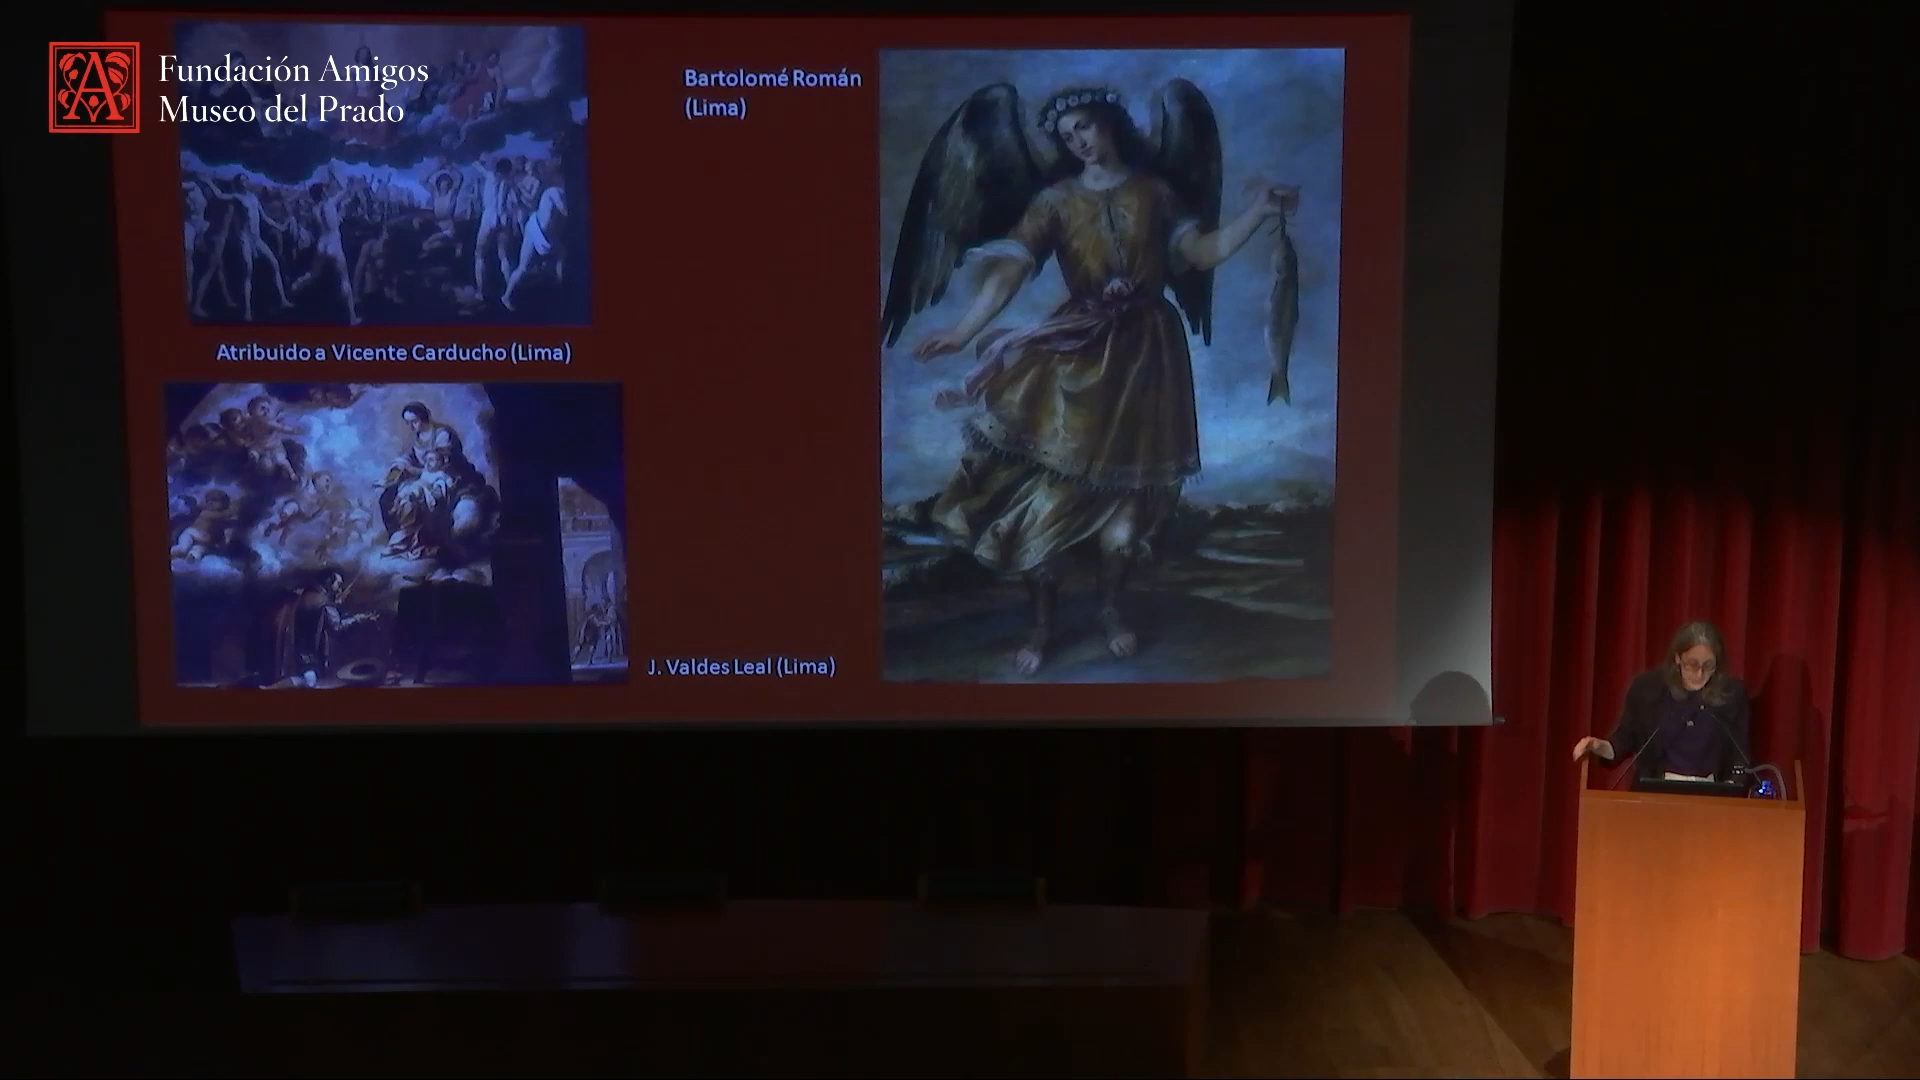 Fundación Amigos
Museo del Prado
Bartolomé Román
(Lima)
Atribuido a Vicente Carducho (Lima)
J. Valdes Leal (Lima)